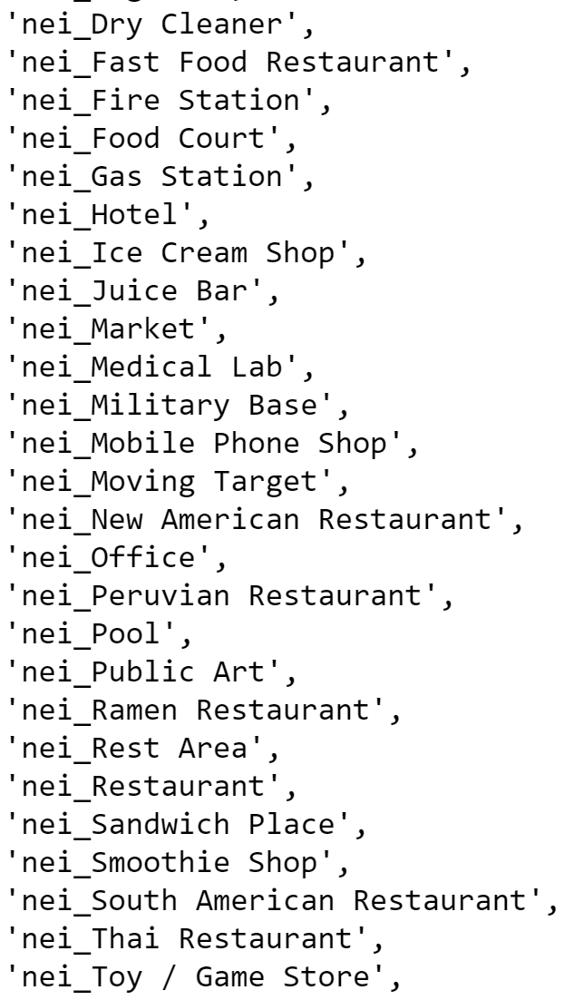 'nei_Dry Cleaner',
'nei_Fast Food Restaurant',
'nei_Fire Station',
'nei_Food Court',
'nei_Gas Station',
'nei_Hotel',
'nei_Ice Cream Shop',
'nei_Juice Bar',
'nei_Market',
'nei_Medical Lab',
'nei_Military Base',
'nei_Mobile Phone Shop',
'nei_Moving Target',
'nei_New American Restaurant',
'nei_Office',
'nei_Peruvian Restaurant',
'nei_Pool',
'nei_Public Art',
'nei_Ramen Restaurant',
'nei_Rest Area',
'nei_Restaurant',
'nei_Sandwich Place',
'nei_Smoothie Shop',
'nei_South American Restaurant',
'nei_Thai Restaurant',
'nei_Toy / Game Store',